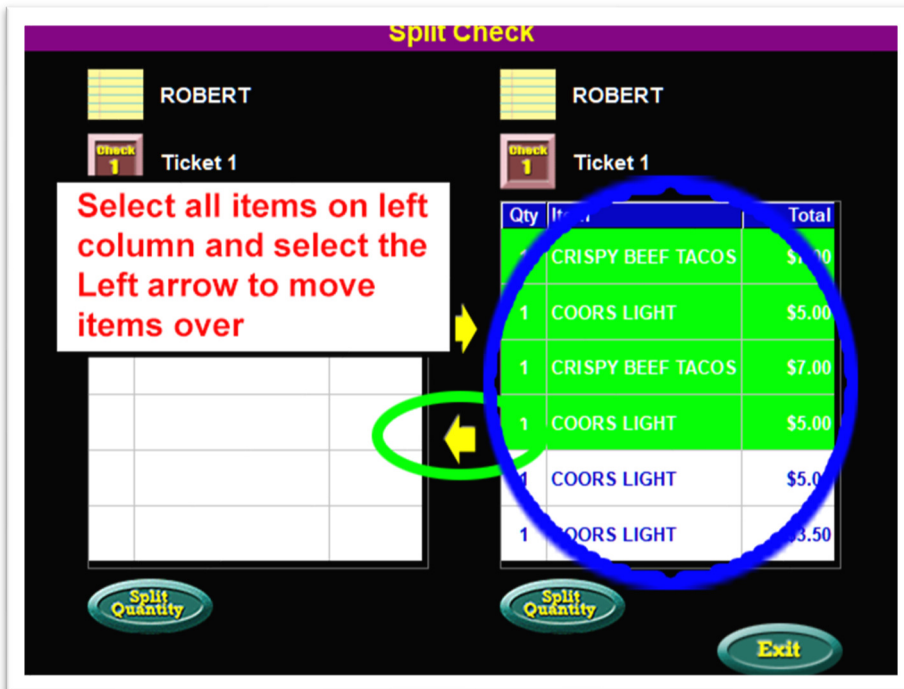 Split Check
ROBERT
ROBERT
Check
1
Ticket 1
Check
1
Ticket 1
Select all items on left
column and select the
Left arrow to move
items over
Qty Total
CRISPY BEEF TACOS
1 COORS LIGHT $5.00
1 CRISPY BEEF TACOS $7.00
1 COORS LIGHT $5.00
1 COORS LIGHT
1 COORS LIGHT
Split
Quantity
Split
Quantity
Exit